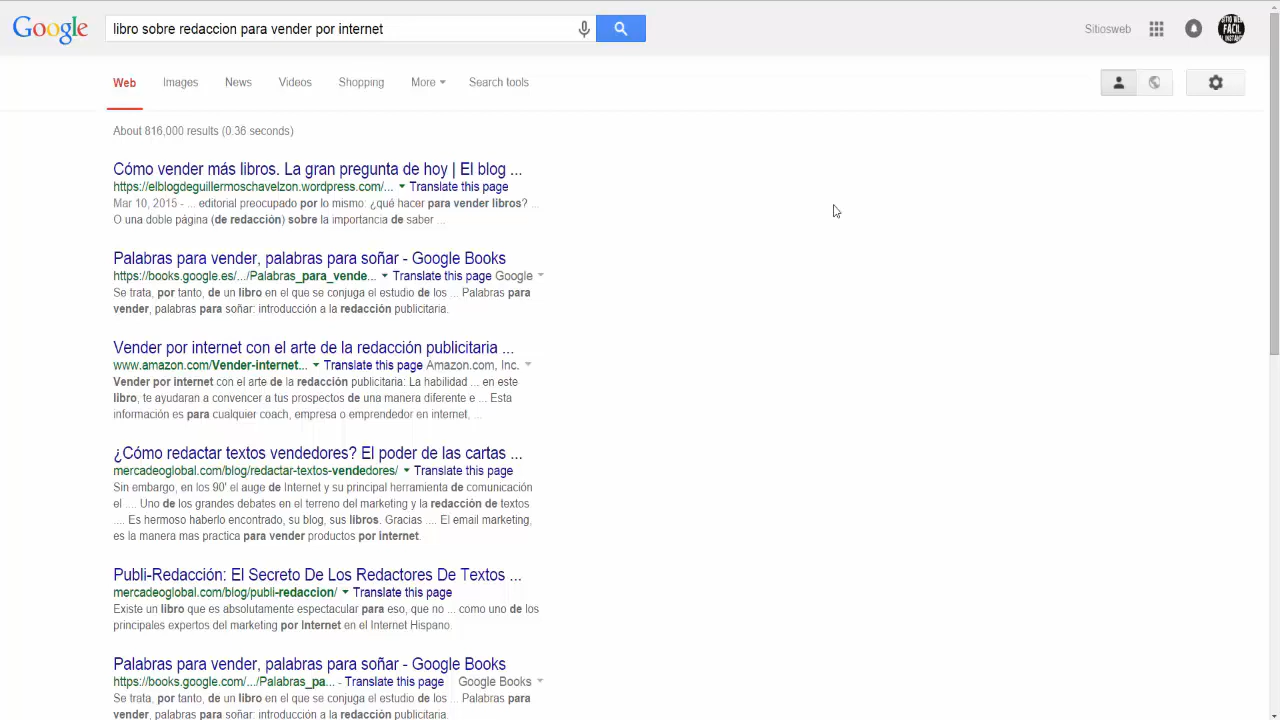 Google
libro sobre redaccion para vender por internet
Sitiosweb
SITIO WEB
FACIL
AL INSTANTE
Web Images News Videos Shopping More Search tools
About 816,000 results (0.36 seconds)
Cómo vender más libros. La gran pregunta de hoy | El blog ...
https://elblogdeguillermoschavelzon.wordpress.com/... Translate this page
Mar 10, 2015 - ... editorial preocupado por lo mismo: ¿qué hacer para vender libros? ...
O una doble página (de redacción) sobre la importancia de saber ...
Palabras para vender, palabras para soñar - Google Books
https://books.google.es/.../Palabras_para_vende... Translate this page Google
Se trata, por tanto, de un libro en el que se conjuga el estudio de los ... Palabras para
vender, palabras para soñar: introducción a la redacción publicitaria.
Vender por internet con el arte de la redacción publicitaria ...
www.amazon.com/Vender-internet... Translate this page Amazon.com, Inc.
Vender por internet con el arte de la redacción publicitaria: La habilidad ... en este
libro, te ayudaran a convencer a tus prospectos de una manera diferente e ... Esta
información es para cualquier coach, empresa o emprendedor en internet, ...
¿Cómo redactar textos vendedores? El poder de las cartas ...
mercadeoglobal.com/blog/redactar-textos-vendedores/ Translate this page
Sin embargo, en los 90' el auge de Internet y su principal herramienta de comunicación
el .... Uno de los grandes debates en el terreno del marketing y la redacción de textos
.... Es hermoso haberlo encontrado, su blog, sus libros. Gracias .... El email marketing,
es la manera mas practica para vender productos por internet.
Publi-Redacción: El Secreto De Los Redactores De Textos ...
mercadeoglobal.com/blog/publi-redaccion/ Translate this page
Existe un libro que es absolutamente espectacular para eso, que no ... como uno de los
principales expertos del marketing por Internet en el Internet Hispano.
Palabras para vender, palabras para soñar - Google Books
https://books.google.com/.../Palabras_pa... - Translate this page Google Books
Se trata, por tanto, de un libro en el que se conjuga el estudio de los ... Palabras para
vender, palabras para soñar: introducción a la redacción publicitaria.